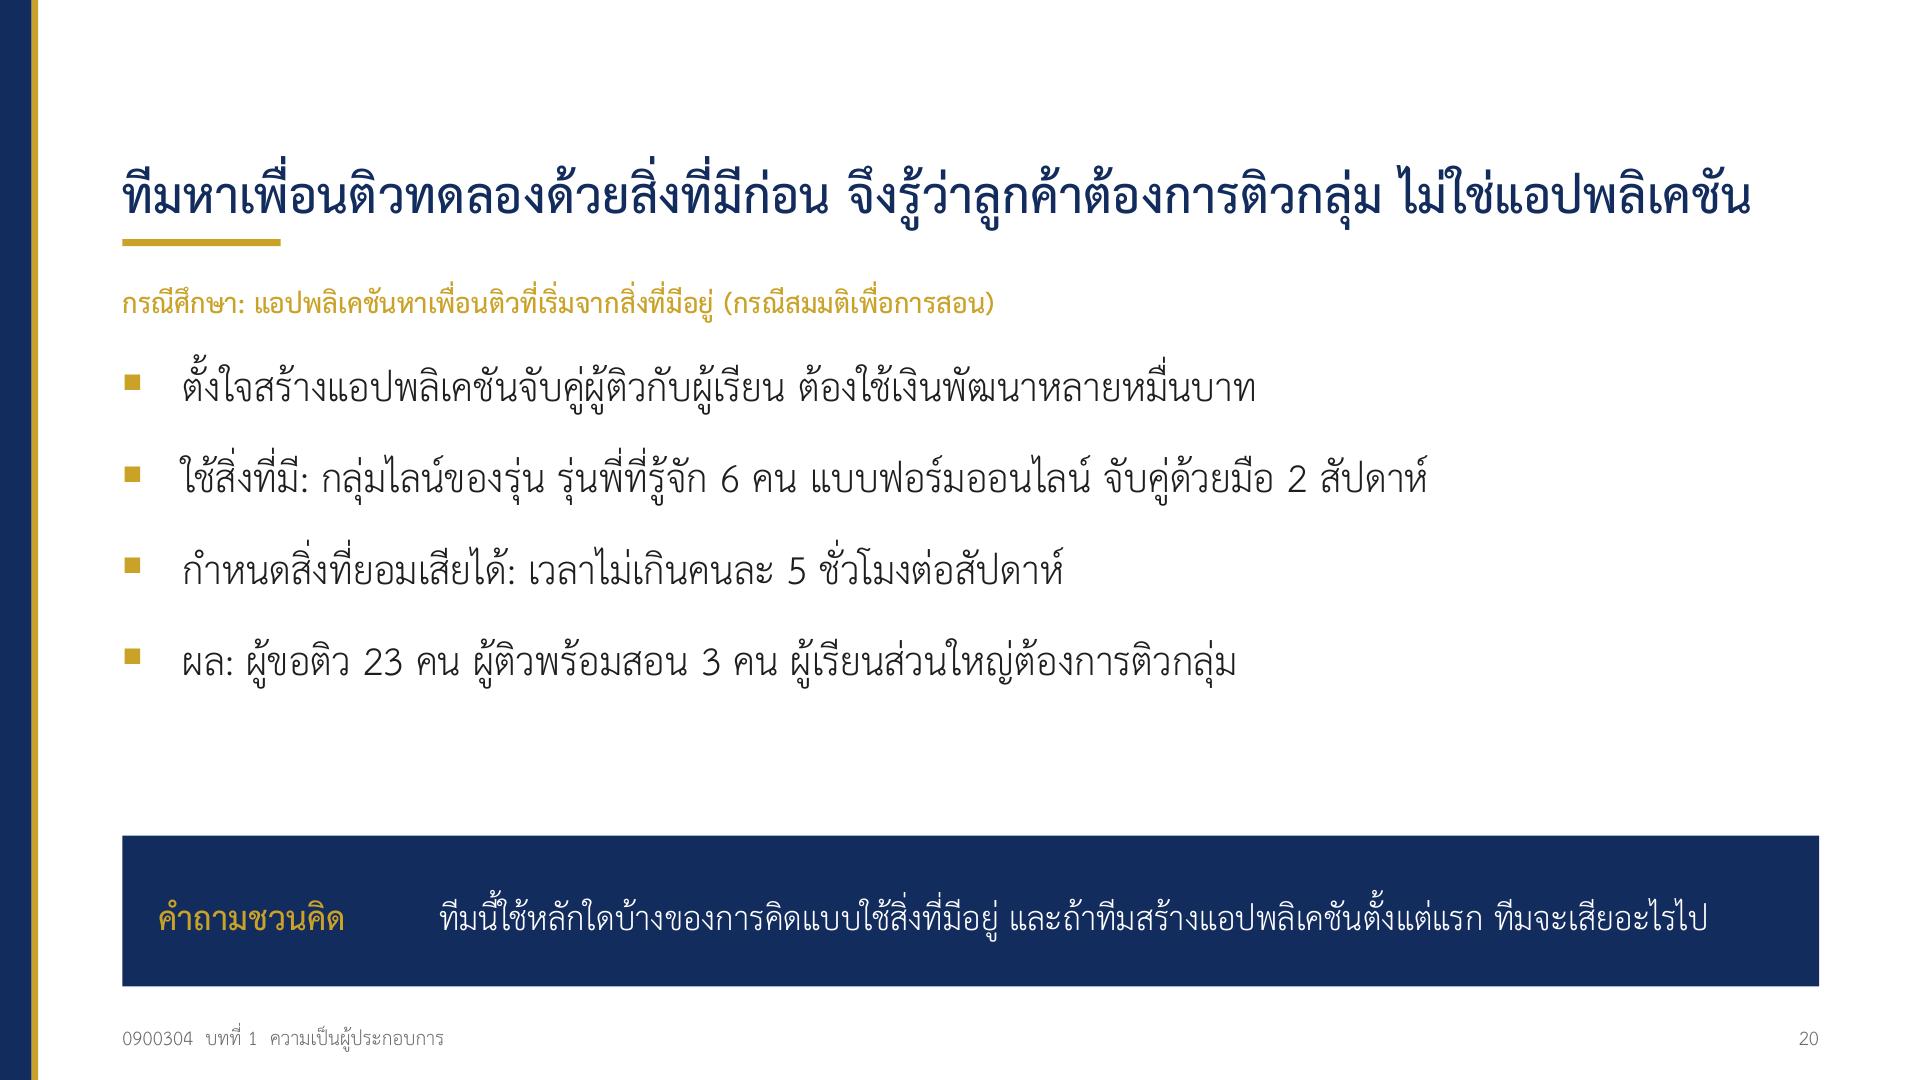 ทีมหาเพื่อนติวทดลองด้วยสิ่งที่มีก่อน จึงรู้ว่าลูกค้าต้องการติวกลุ่ม ไม่ใช่แอปพลิเคชัน
กรณีศึกษา: แอปพลิเคชันหาเพื่อนติวที่เริ่มจากสิ่งที่มีอยู่ (กรณีสมมติเพื่อการสอน)
ตั้งใจสร้างแอปพลิเคชันจับคู่ผู้ติวกับผู้เรียน ต้องใช้เงินพัฒนาหลายหมื่นบาท
ใช้สิ่งที่มี: กลุ่มไลน์ของรุ่น รุ่นพี่ที่รู้จัก 6 คน แบบฟอร์มออนไลน์ จับคู่ด้วยมือ 2 สัปดาห์
กำหนดสิ่งที่ยอมเสียได้: เวลาไม่เกินคนละ 5 ชั่วโมงต่อสัปดาห์
ผล: ผู้ขอติว 23 คน ผู้ติวพร้อมสอน 3 คน ผู้เรียนส่วนใหญ่ต้องการติวกลุ่ม
คำถามชวนคิด ทีมนี้ใช้หลักใดบ้างของการคิดแบบใช้สิ่งที่มีอยู่ และถ้าทีมสร้างแอปพลิเคชันตั้งแต่แรก ทีมจะเสียอะไรไป
0900304 บทที่ 1 ความเป็นผู้ประกอบการ 20